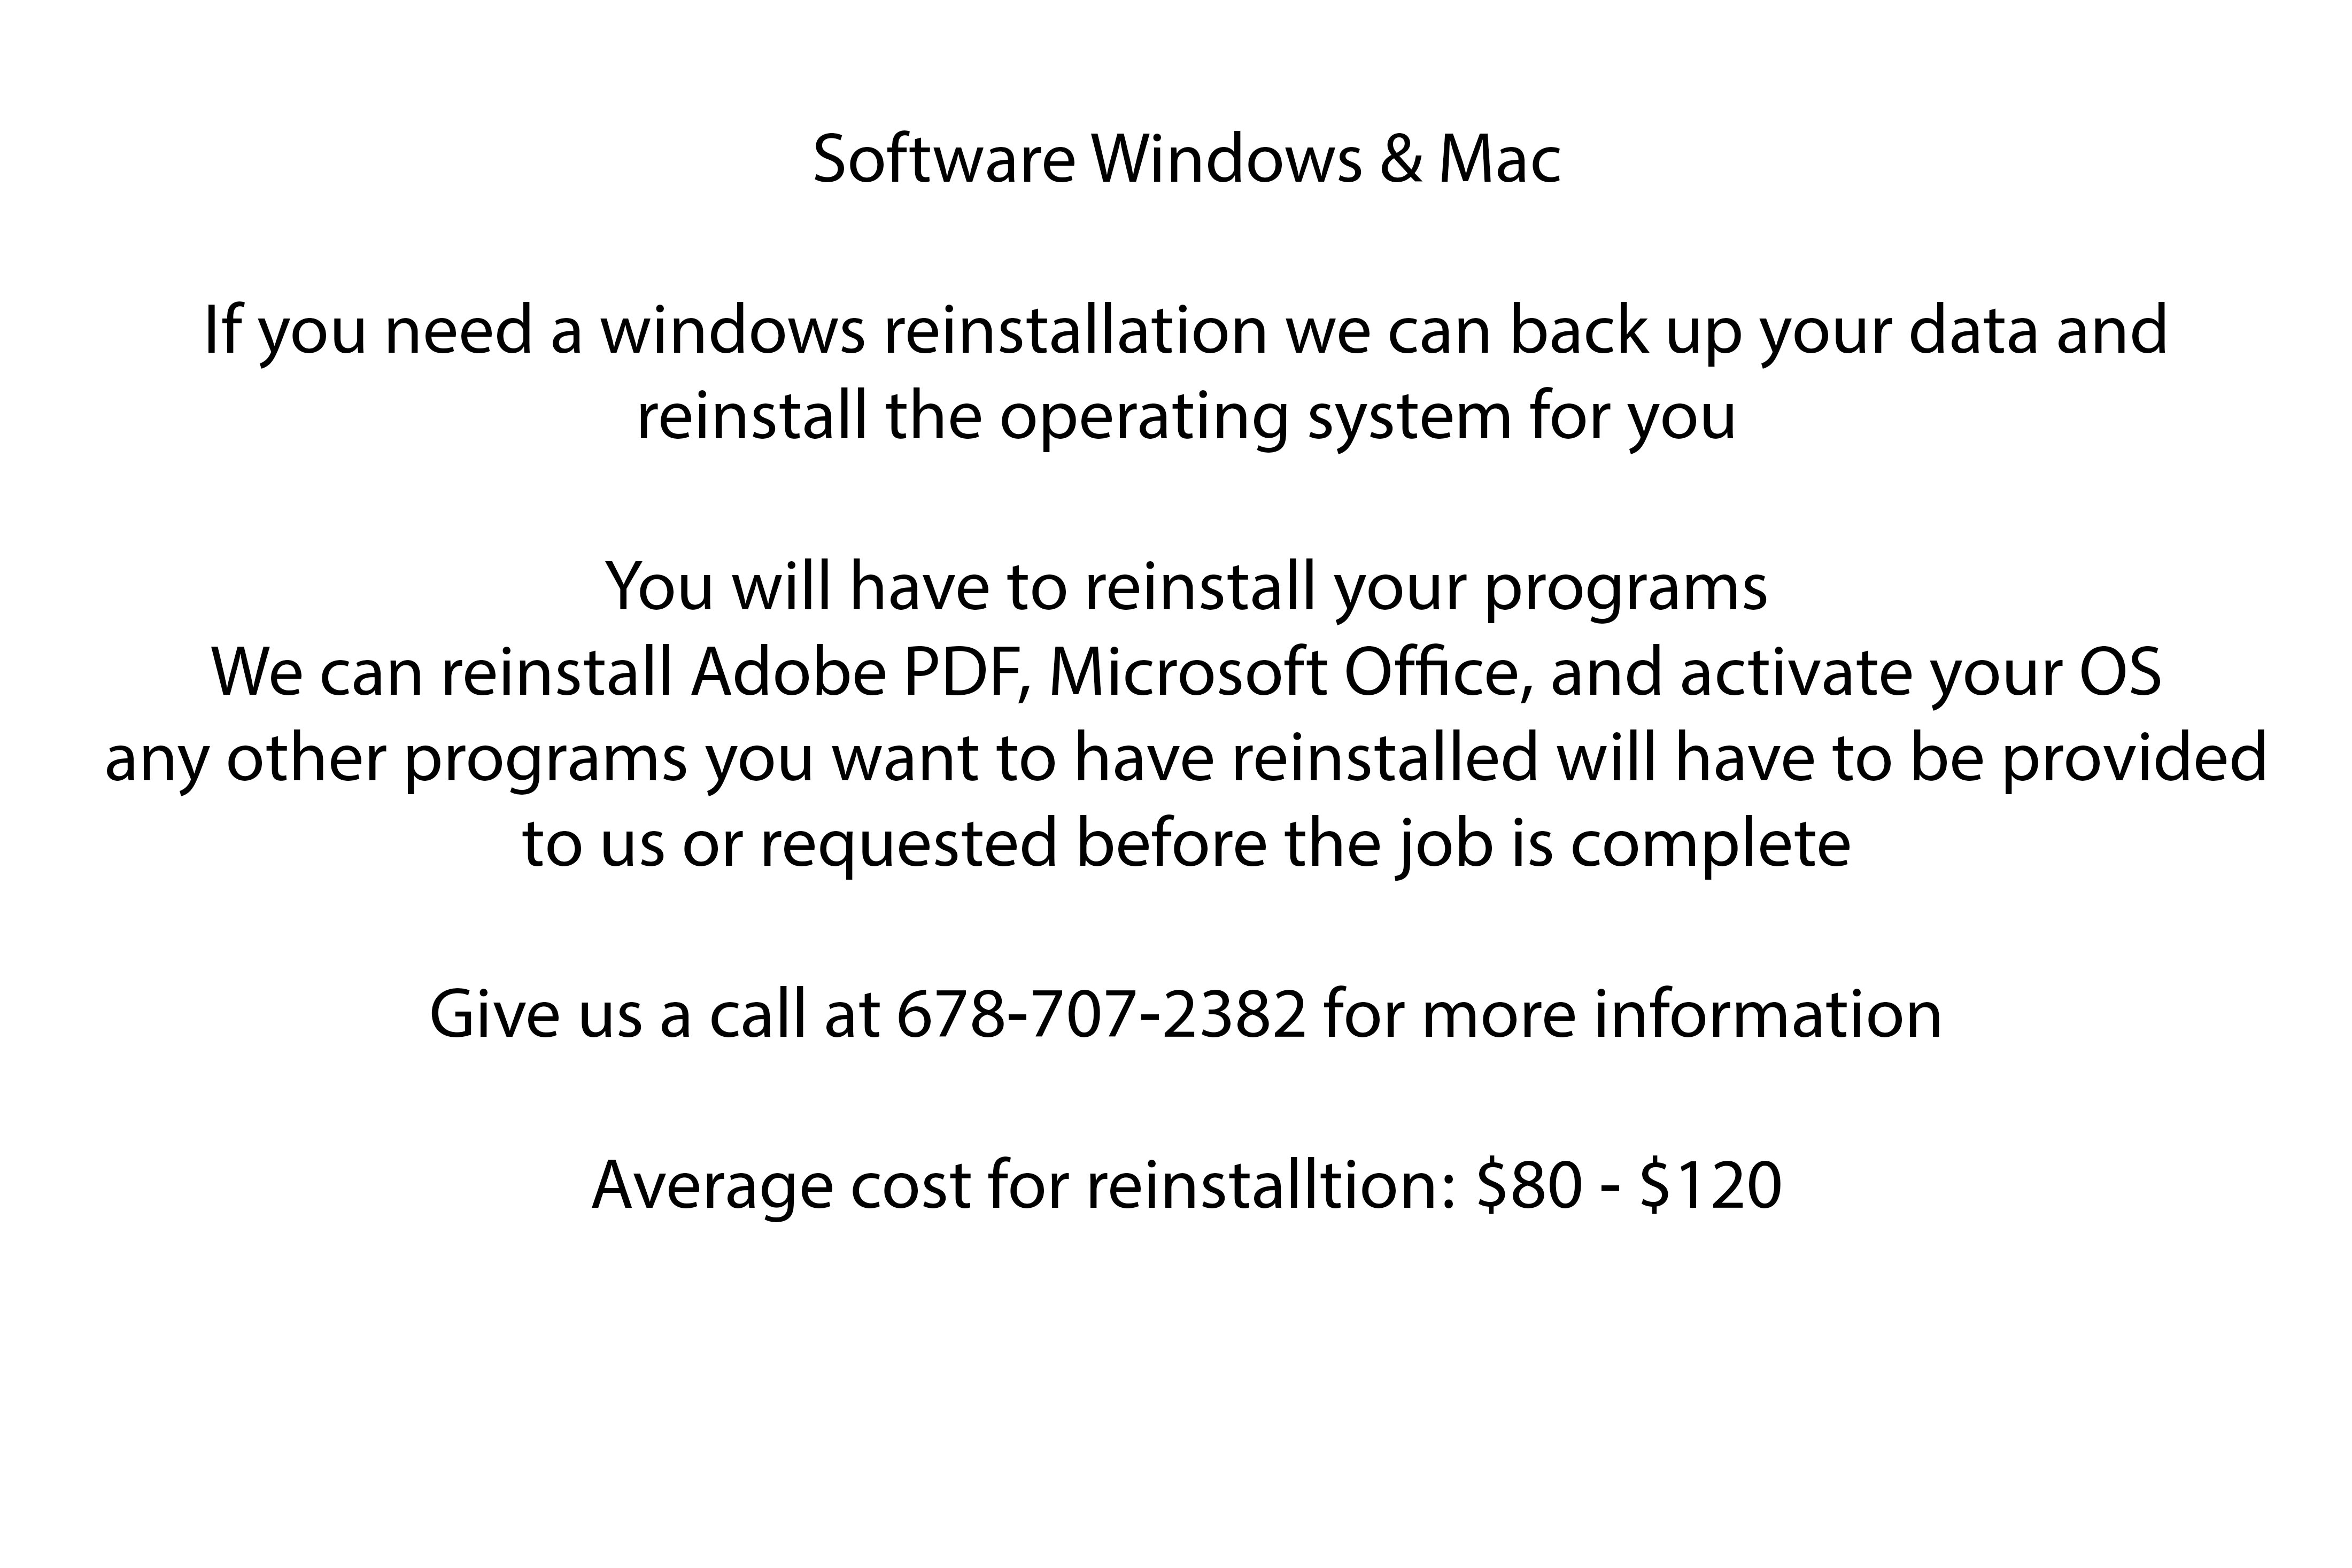 Software Windows & Mac
If you need a windows reinstallation we can back up your data and
reinstall the operating system for you
You will have to reinstall your programs
We can reinstall Adobe PDF, Microsoft Office, and activate your OS
any other programs you want to have reinstalled will have to be provided
to us or requested before the job is complete
Give us a call at 678-707-2382 for more information
Average cost for reinstalltion: $80 - $120